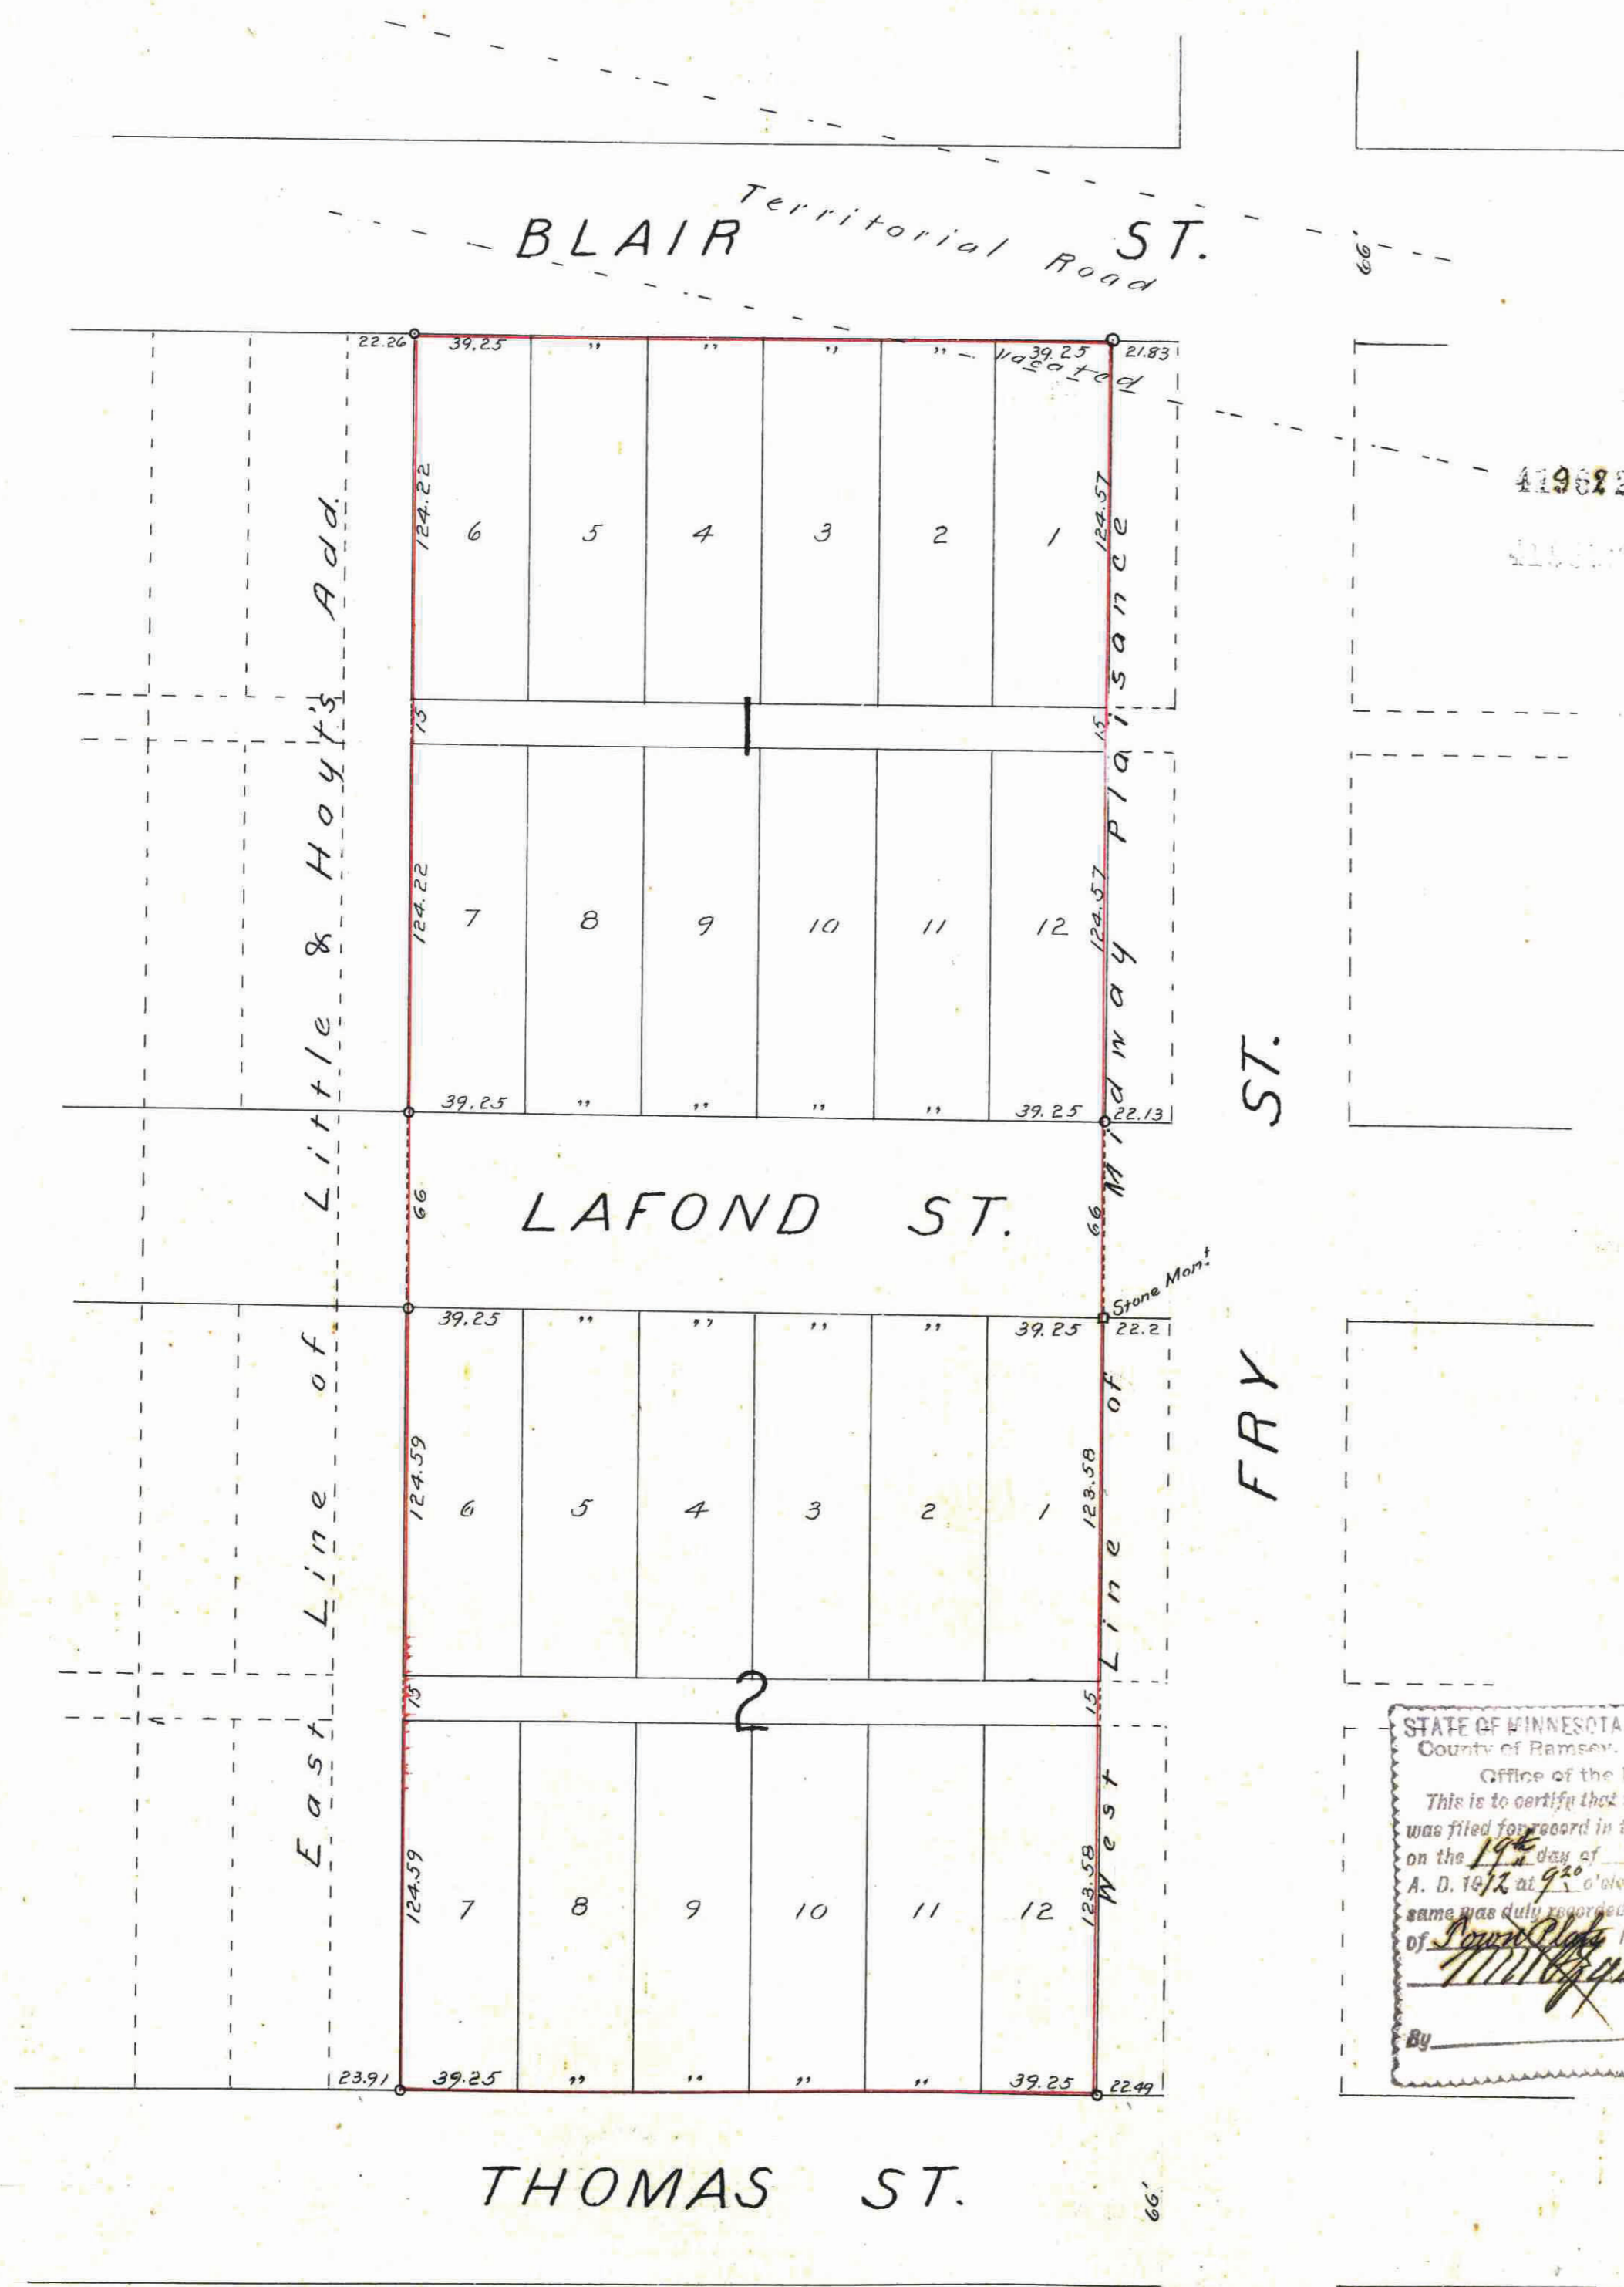 Territorial Road
BLAIR ST.
66'
22.26 39.25 " " " " 39.25 21.83
vacated
124.22 124.57
6 5 4 3 2 1
15 1 15
124.22 124.57
7 8 9 10 11 12
39.25 " " " " 39.25 22.13
66 LAFOND ST. 66
Stone Mont
39.25 " " " " 39.25 22.21
124.59 123.58
6 5 4 3 2 1
15 2 15
124.59 123.58
7 8 9 10 11 12
23.91 39.25 " " " " 39.25 22.49
THOMAS ST.
66'
East Line of Little & Hoyt's Add.
West Line of Midway Plaisance
FRY ST.
STATE OF MINNESOTA
County of Ramsey.
Office of the
This is to certify that
was filed for record in
on the 19th day of
A. D. 1912 at 9 20 o'clo
same was duly recorded
of Town Plats
By